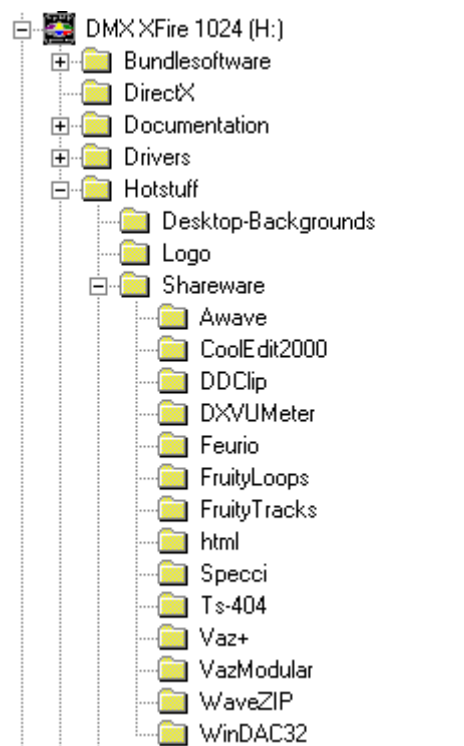 DMX XFire 1024 (H:)
Bundlesoftware
DirectX
Documentation
Drivers
Hotstuff
Desktop-Backgrounds
Logo
Shareware
Awave
CoolEdit2000
DDClip
DXVUMeter
Feurio
FruityLoops
FruityTracks
html
Specci
Ts-404
Vaz+
VazModular
WaveZIP
WinDAC32